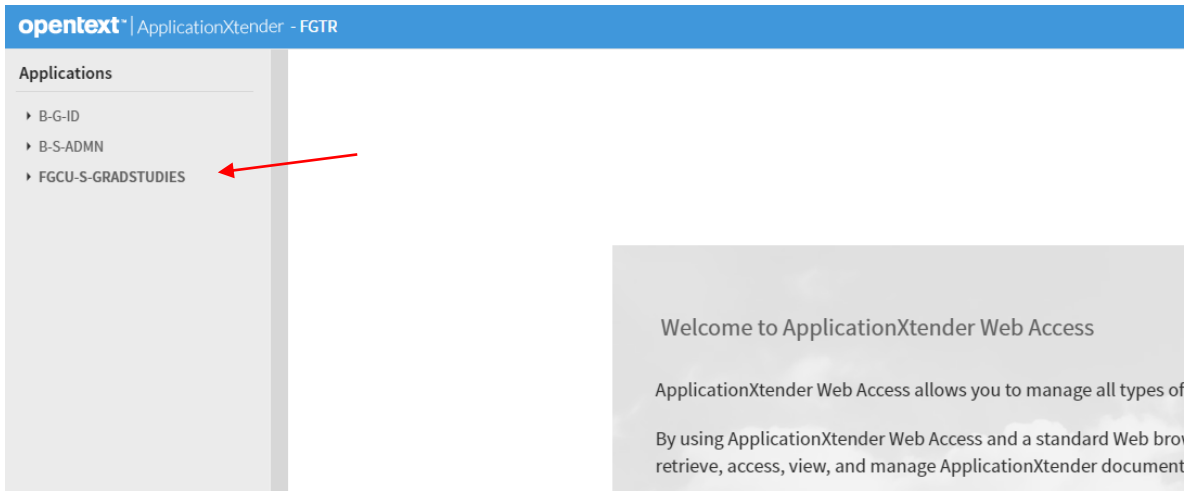 opentext™ | ApplicationXtender - FGTR
Applications
B-G-ID
B-S-ADMN
FGCU-S-GRADSTUDIES
Welcome to ApplicationXtender Web Access
ApplicationXtender Web Access allows you to manage all types of
By using ApplicationXtender Web Access and a standard Web brow
retrieve, access, view, and manage ApplicationXtender document